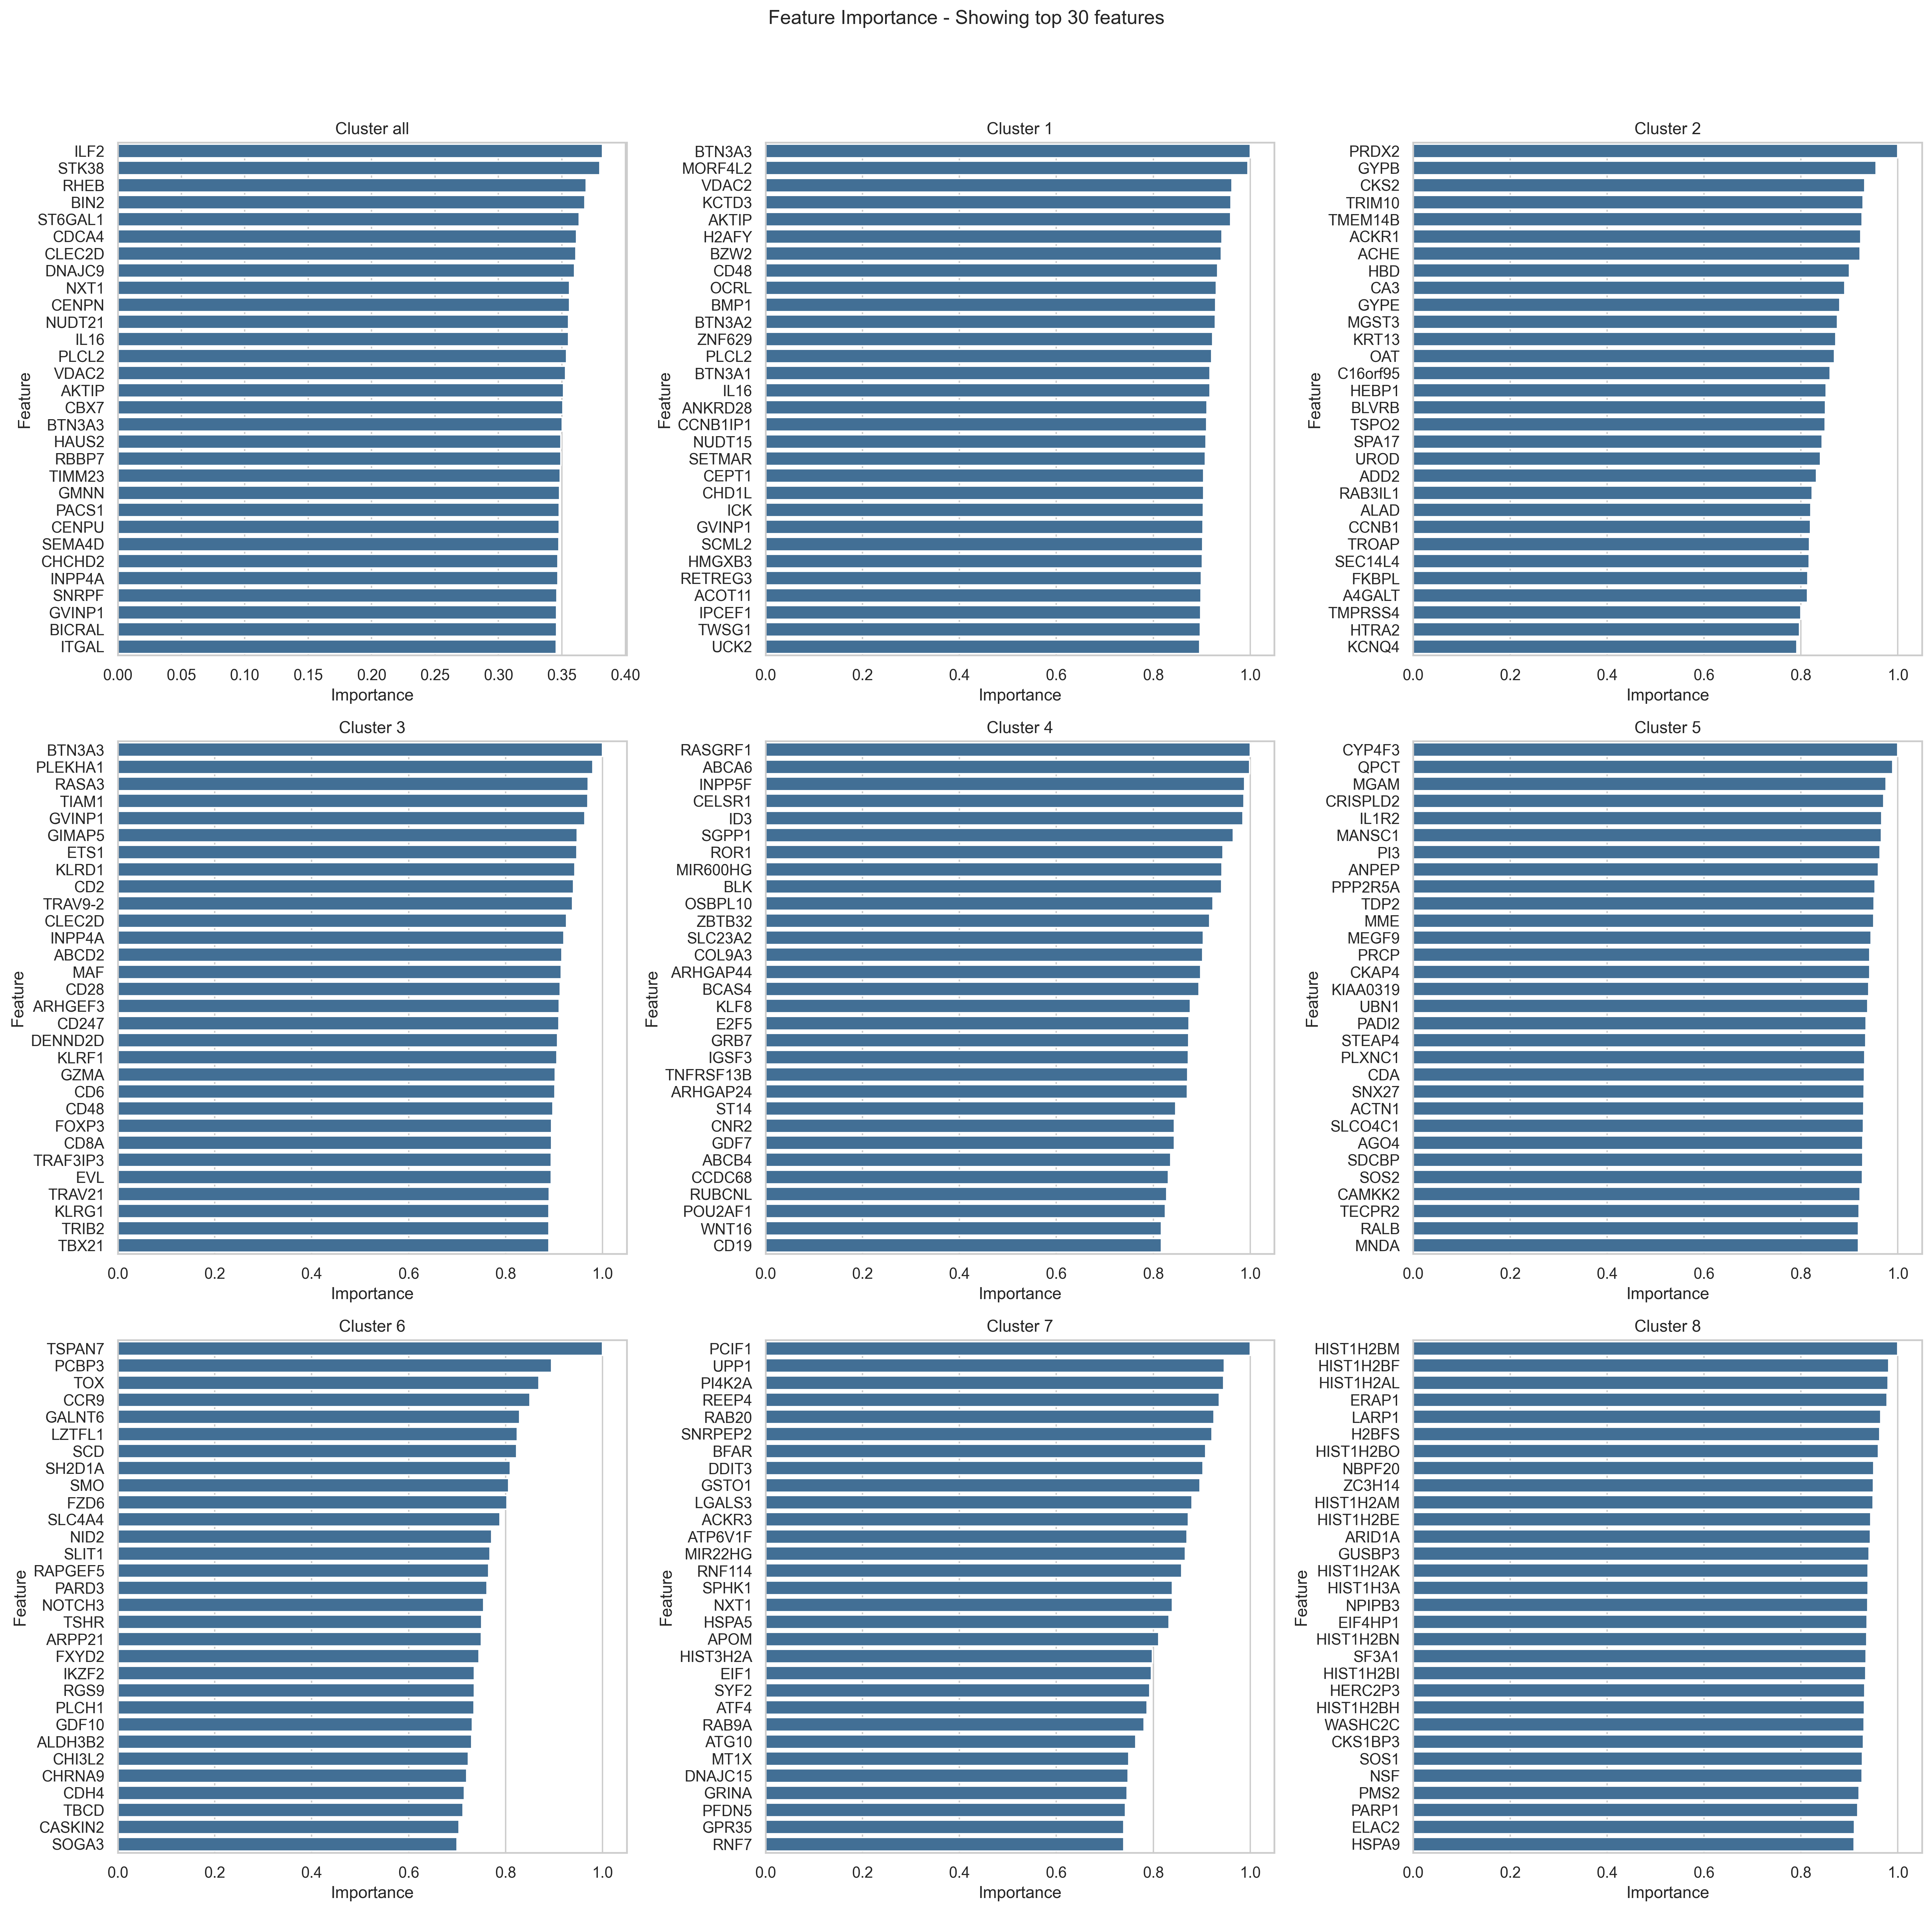 Feature Importance - Showing top 30 features
Cluster all
Feature
ILF2
STK38
RHEB
BIN2
ST6GAL1
CDCA4
CLEC2D
DNAJC9
NXT1
CENPN
NUDT21
IL16
PLCL2
VDAC2
AKTIP
CBX7
BTN3A3
HAUS2
RBBP7
TIMM23
GMNN
PACS1
CENPU
SEMA4D
CHCHD2
INPP4A
SNRPF
GVINP1
BICRAL
ITGAL
0.00 0.05 0.10 0.15 0.20 0.25 0.30 0.35 0.40
Importance
Cluster 1
Feature
BTN3A3
MORF4L2
VDAC2
KCTD3
AKTIP
H2AFY
BZW2
CD48
OCRL
BMP1
BTN3A2
ZNF629
PLCL2
BTN3A1
IL16
ANKRD28
CCNB1IP1
NUDT15
SETMAR
CEPT1
CHD1L
ICK
GVINP1
SCML2
HMGXB3
RETREG3
ACOT11
IPCEF1
TWSG1
UCK2
0.0 0.2 0.4 0.6 0.8 1.0
Importance
Cluster 2
Feature
PRDX2
GYPB
CKS2
TRIM10
TMEM14B
ACKR1
ACHE
HBD
CA3
GYPE
MGST3
KRT13
OAT
C16orf95
HEBP1
BLVRB
TSPO2
SPA17
UROD
ADD2
RAB3IL1
ALAD
CCNB1
TROAP
SEC14L4
FKBPL
A4GALT
TMPRSS4
HTRA2
KCNQ4
0.0 0.2 0.4 0.6 0.8 1.0
Importance
Cluster 3
Feature
BTN3A3
PLEKHA1
RASA3
TIAM1
GVINP1
GIMAP5
ETS1
KLRD1
CD2
TRAV9-2
CLEC2D
INPP4A
ABCD2
MAF
CD28
ARHGEF3
CD247
DENND2D
KLRF1
GZMA
CD6
CD48
FOXP3
CD8A
TRAF3IP3
EVL
TRAV21
KLRG1
TRIB2
TBX21
0.0 0.2 0.4 0.6 0.8 1.0
Importance
Cluster 4
Feature
RASGRF1
ABCA6
INPP5F
CELSR1
ID3
SGPP1
ROR1
MIR600HG
BLK
OSBPL10
ZBTB32
SLC23A2
COL9A3
ARHGAP44
BCAS4
KLF8
E2F5
GRB7
IGSF3
TNFRSF13B
ARHGAP24
ST14
CNR2
GDF7
ABCB4
CCDC68
RUBCNL
POU2AF1
WNT16
CD19
0.0 0.2 0.4 0.6 0.8 1.0
Importance
Cluster 5
Feature
CYP4F3
QPCT
MGAM
CRISPLD2
IL1R2
MANSC1
PI3
ANPEP
PPP2R5A
TDP2
MME
MEGF9
PRCP
CKAP4
KIAA0319
UBN1
PADI2
STEAP4
PLXNC1
CDA
SNX27
ACTN1
SLCO4C1
AGO4
SDCBP
SOS2
CAMKK2
TECPR2
RALB
MNDA
0.0 0.2 0.4 0.6 0.8 1.0
Importance
Cluster 6
Feature
TSPAN7
PCBP3
TOX
CCR9
GALNT6
LZTFL1
SCD
SH2D1A
SMO
FZD6
SLC4A4
NID2
SLIT1
RAPGEF5
PARD3
NOTCH3
TSHR
ARPP21
FXYD2
IKZF2
RGS9
PLCH1
GDF10
ALDH3B2
CHI3L2
CHRNA9
CDH4
TBCD
CASKIN2
SOGA3
0.0 0.2 0.4 0.6 0.8 1.0
Importance
Cluster 7
Feature
PCIF1
UPP1
PI4K2A
REEP4
RAB20
SNRPEP2
BFAR
DDIT3
GSTO1
LGALS3
ACKR3
ATP6V1F
MIR22HG
RNF114
SPHK1
NXT1
HSPA5
APOM
HIST3H2A
EIF1
SYF2
ATF4
RAB9A
ATG10
MT1X
DNAJC15
GRINA
PFDN5
GPR35
RNF7
0.0 0.2 0.4 0.6 0.8 1.0
Importance
Cluster 8
Feature
HIST1H2BM
HIST1H2BF
HIST1H2AL
ERAP1
LARP1
H2BFS
HIST1H2BO
NBPF20
ZC3H14
HIST1H2AM
HIST1H2BE
ARID1A
GUSBP3
HIST1H2AK
HIST1H3A
NPIPB3
EIF4HP1
HIST1H2BN
SF3A1
HIST1H2BI
HERC2P3
HIST1H2BH
WASHC2C
CKS1BP3
SOS1
NSF
PMS2
PARP1
ELAC2
HSPA9
0.0 0.2 0.4 0.6 0.8 1.0
Importance